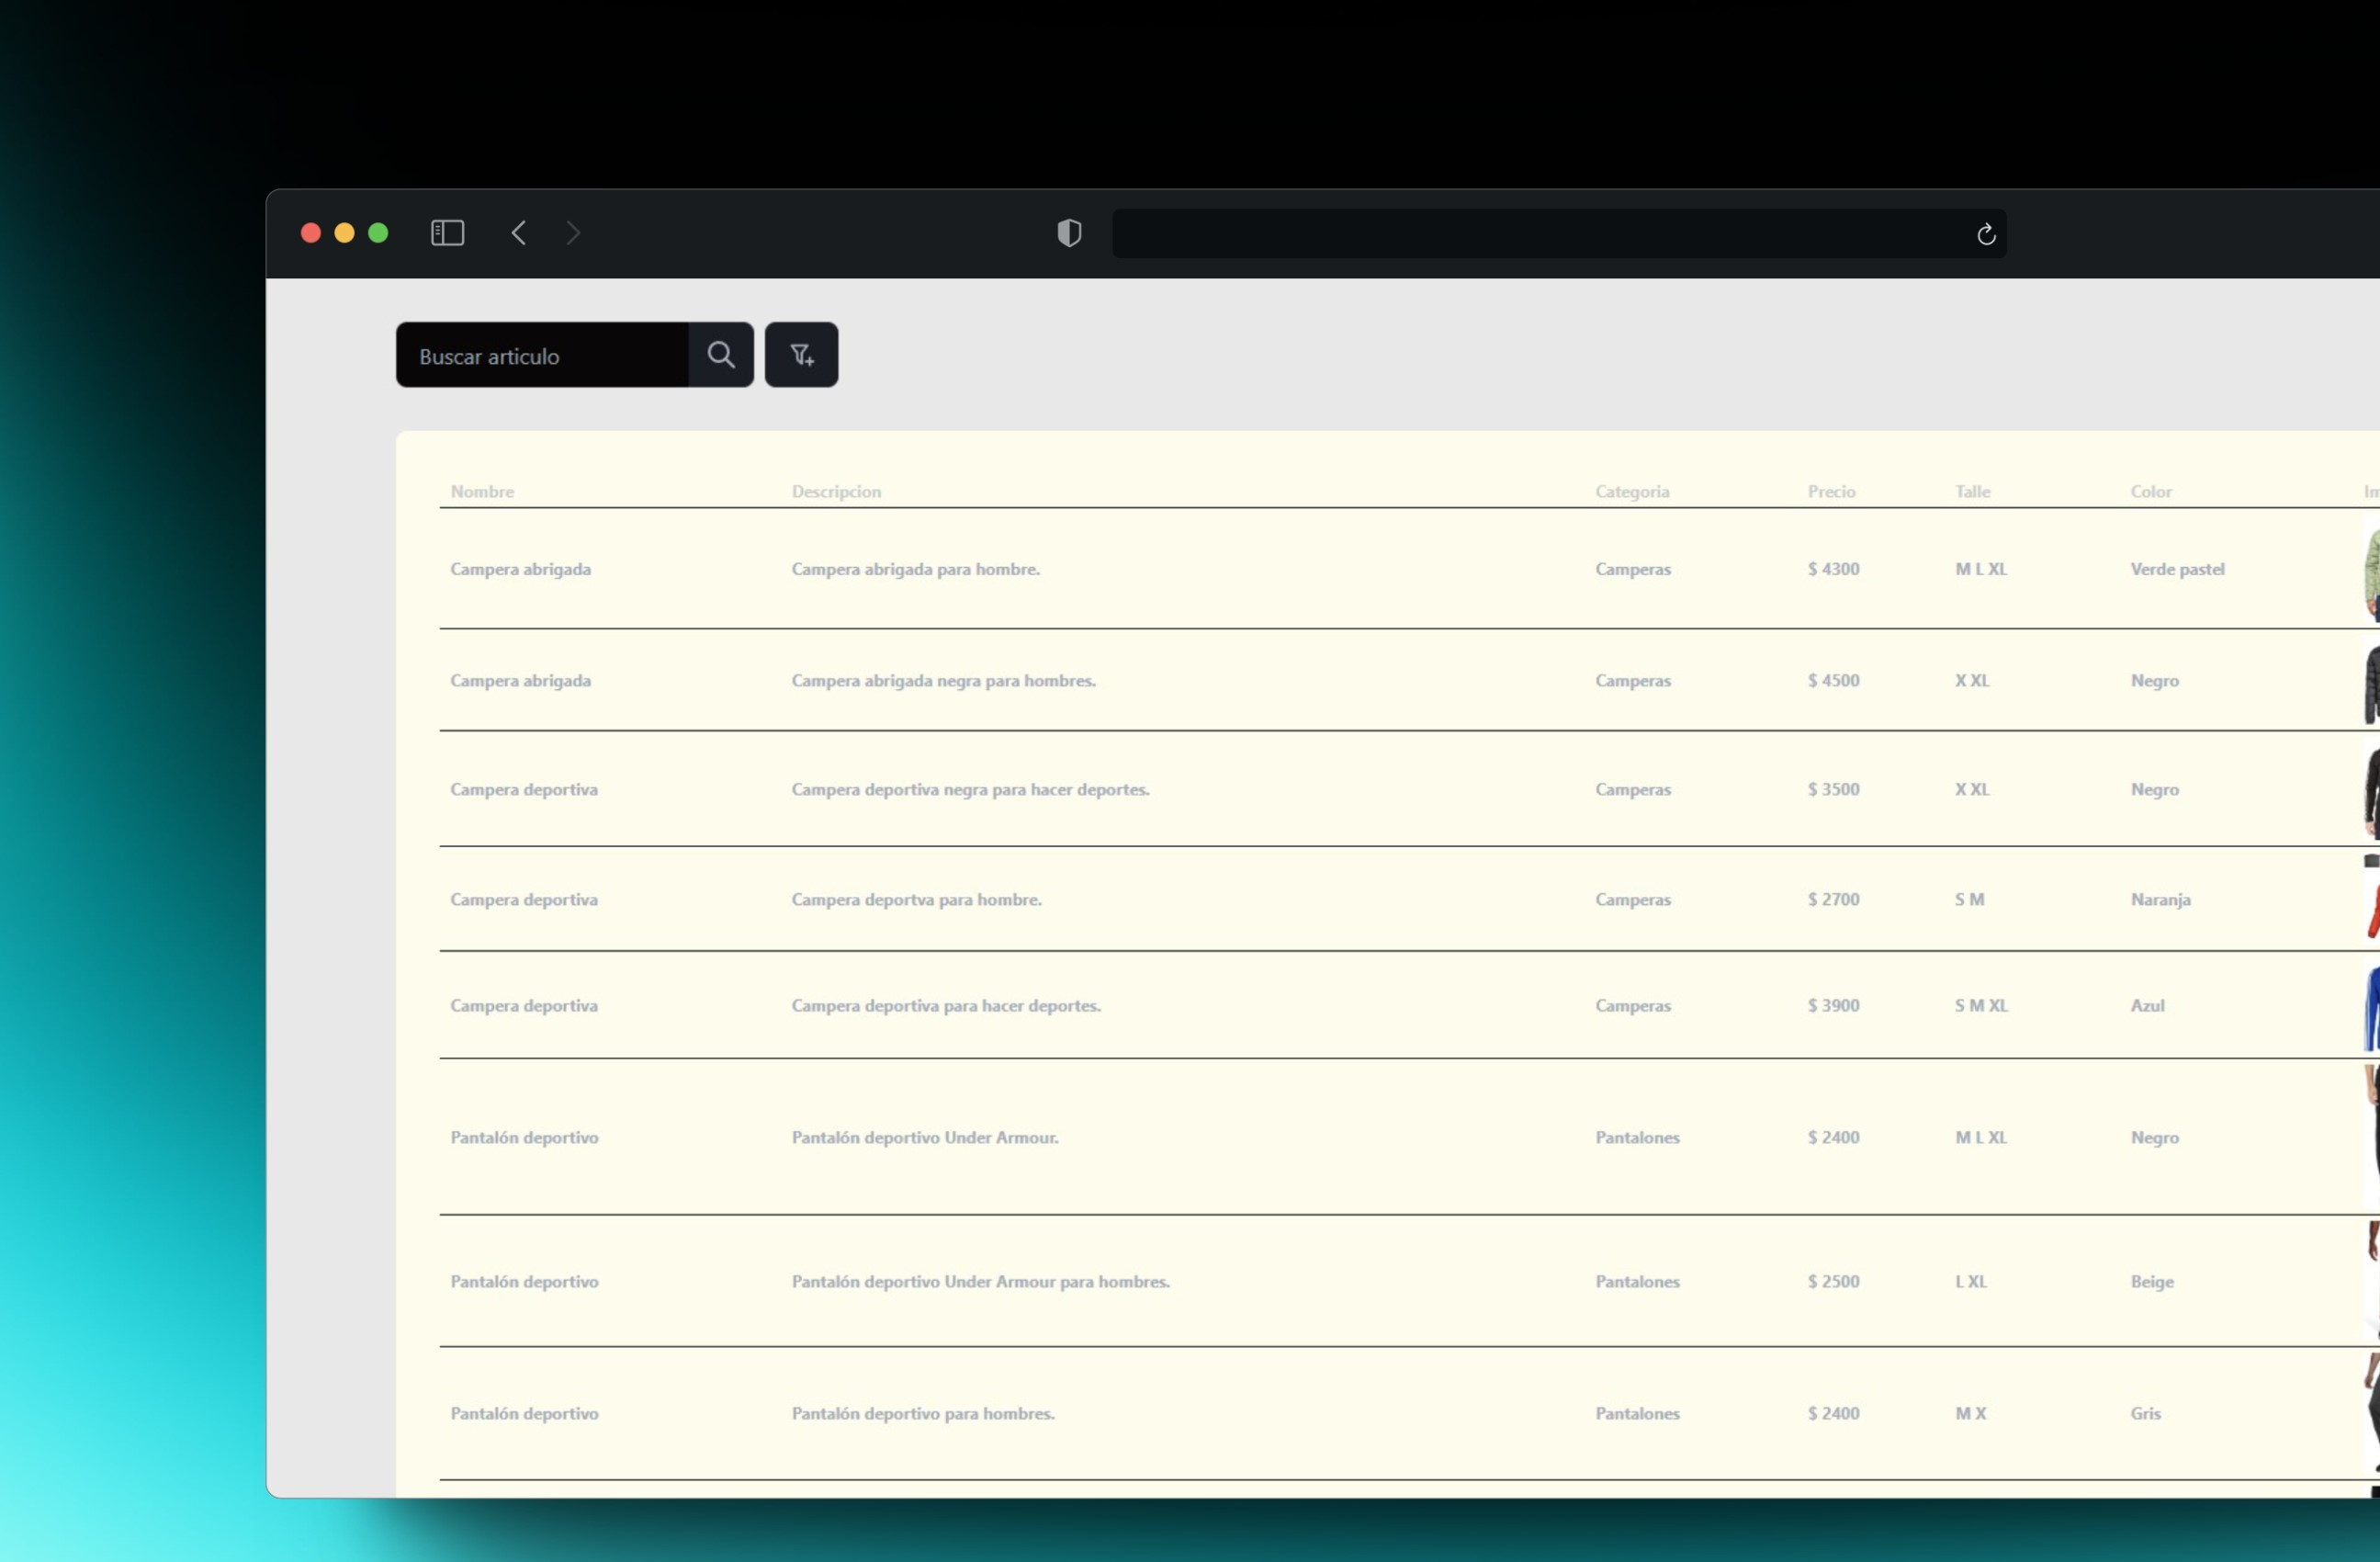 Buscar articulo
Nombre Descripcion Categoria Precio Talle Color
Campera abrigada Campera abrigada para hombre. Camperas $ 4300 M L XL Verde pastel
Campera abrigada Campera abrigada negra para hombres. Camperas $ 4500 X XL Negro
Campera deportiva Campera deportiva negra para hacer deportes. Camperas $ 3500 X XL Negro
Campera deportiva Campera deportva para hombre. Camperas $ 2700 S M Naranja
Campera deportiva Campera deportiva para hacer deportes. Camperas $ 3900 S M XL Azul
Pantalón deportivo Pantalón deportivo Under Armour. Pantalones $ 2400 M L XL Negro
Pantalón deportivo Pantalón deportivo Under Armour para hombres. Pantalones $ 2500 L XL Beige
Pantalón deportivo Pantalón deportivo para hombres. Pantalones $ 2400 M X Gris